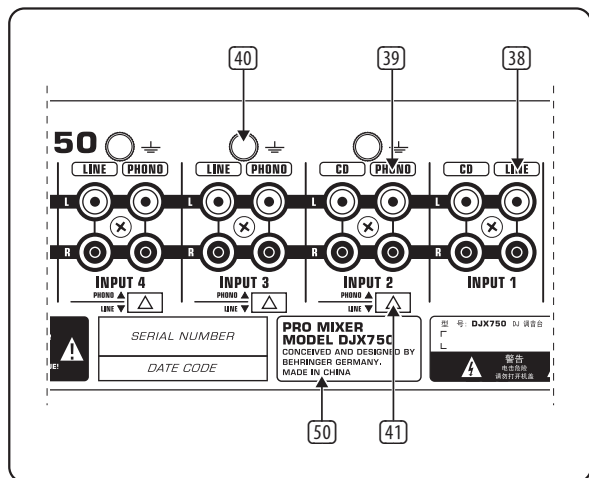 40 39 38
50
LINE PHONO LINE PHONO CD PHONO CD LINE
L L L L
R R R R
INPUT 4 INPUT 3 INPUT 2 INPUT 1
PHONO ▲ PHONO ▲ PHONO ▲
LINE ▼ LINE ▼ LINE ▼
SERIAL NUMBER
DATE CODE
PRO MIXER
MODEL DJX750
CONCEIVED AND DESIGNED BY
BEHRINGER GERMANY.
MADE IN CHINA
型 号: DJX750 DJ 调音台
警告
电击危险
请勿打开机盖
50 41